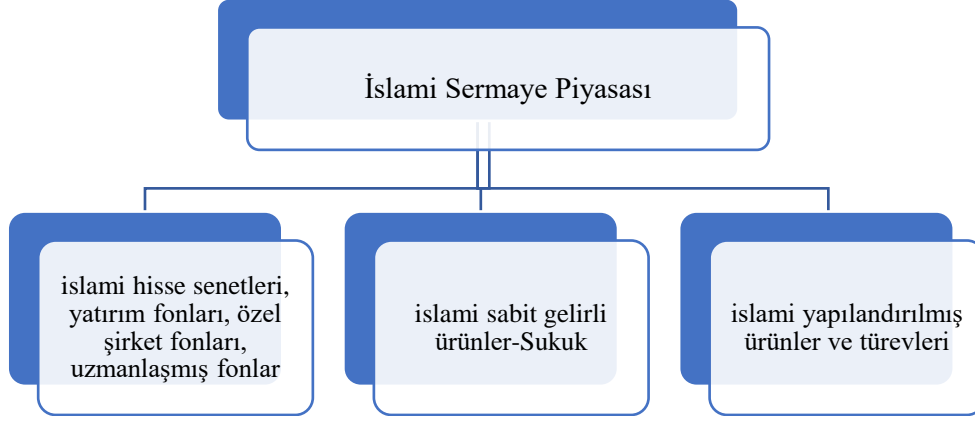 İslami Sermaye Piyasası
islami hisse senetleri,
yatırım fonları, özel
şirket fonları,
uzmanlaşmış fonlar
islami sabit gelirli
ürünler-Sukuk
islami yapılandırılmış
ürünler ve türevleri